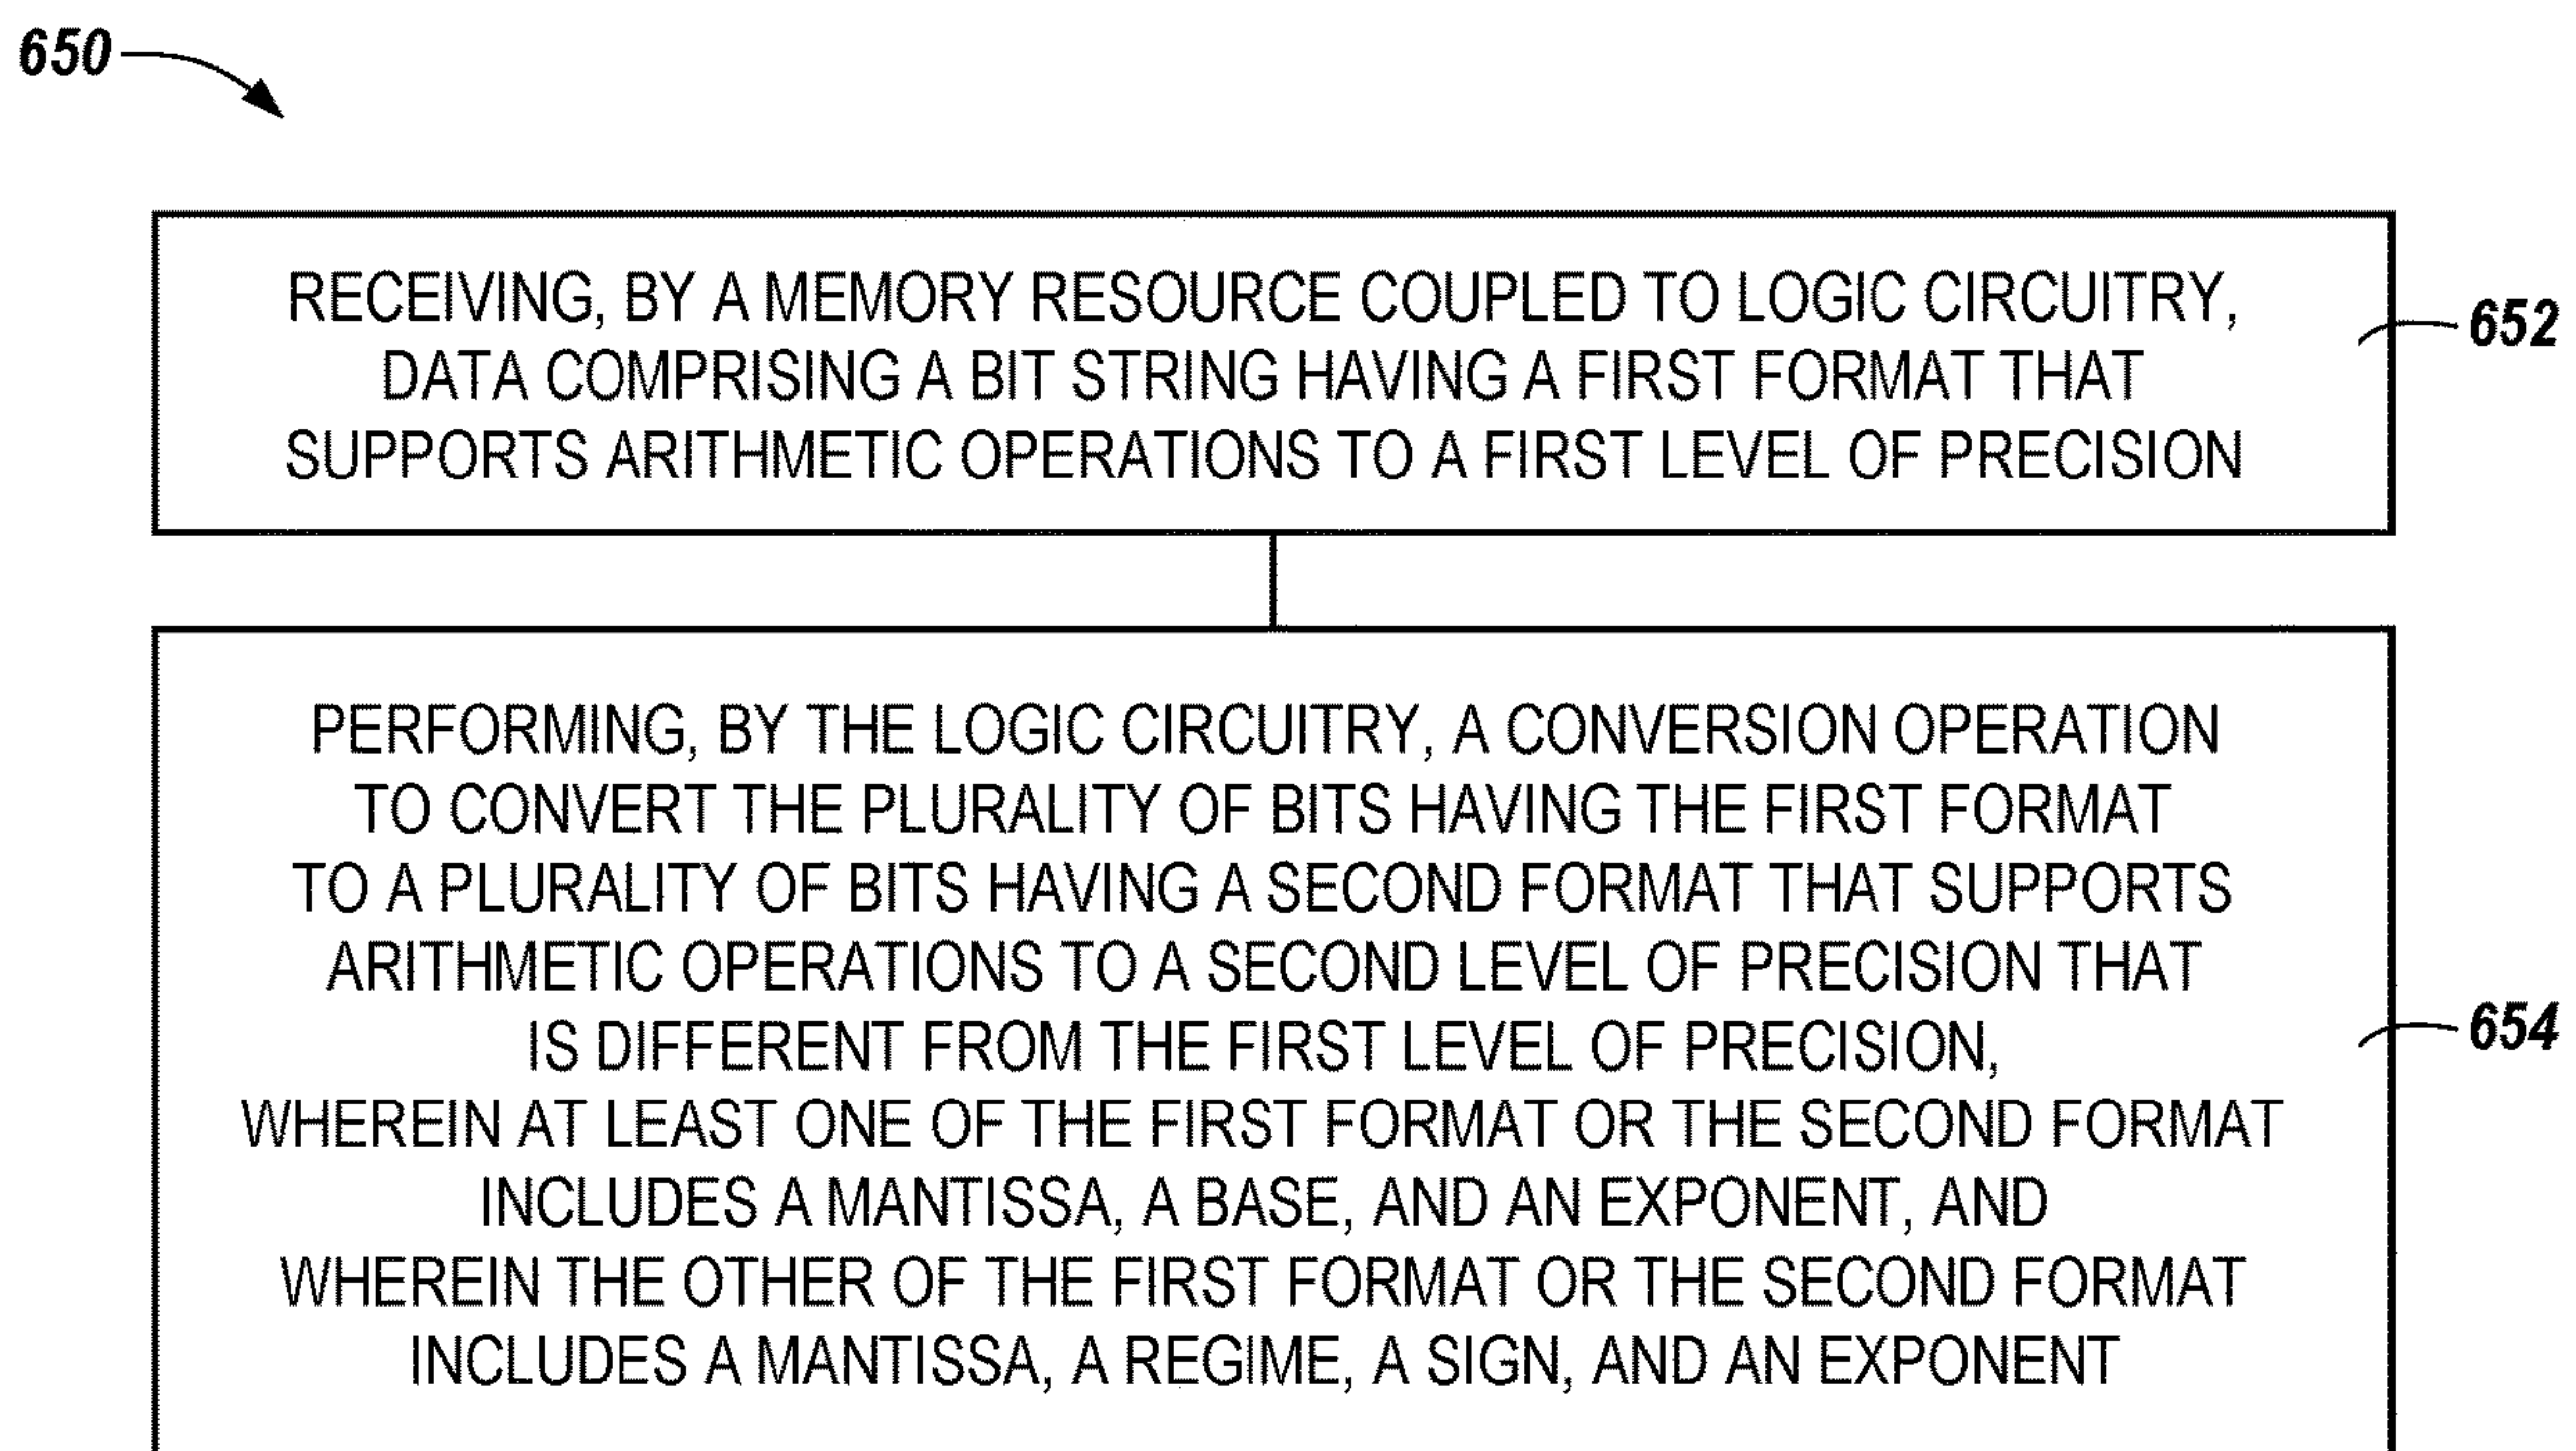 650
RECEIVING, BY A MEMORY RESOURCE COUPLED TO LOGIC CIRCUITRY,
DATA COMPRISING A BIT STRING HAVING A FIRST FORMAT THAT
SUPPORTS ARITHMETIC OPERATIONS TO A FIRST LEVEL OF PRECISION
652
PERFORMING, BY THE LOGIC CIRCUITRY, A CONVERSION OPERATION
TO CONVERT THE PLURALITY OF BITS HAVING THE FIRST FORMAT
TO A PLURALITY OF BITS HAVING A SECOND FORMAT THAT SUPPORTS
ARITHMETIC OPERATIONS TO A SECOND LEVEL OF PRECISION THAT
IS DIFFERENT FROM THE FIRST LEVEL OF PRECISION,
WHEREIN AT LEAST ONE OF THE FIRST FORMAT OR THE SECOND FORMAT
INCLUDES A MANTISSA, A BASE, AND AN EXPONENT, AND
WHEREIN THE OTHER OF THE FIRST FORMAT OR THE SECOND FORMAT
INCLUDES A MANTISSA, A REGIME, A SIGN, AND AN EXPONENT
654